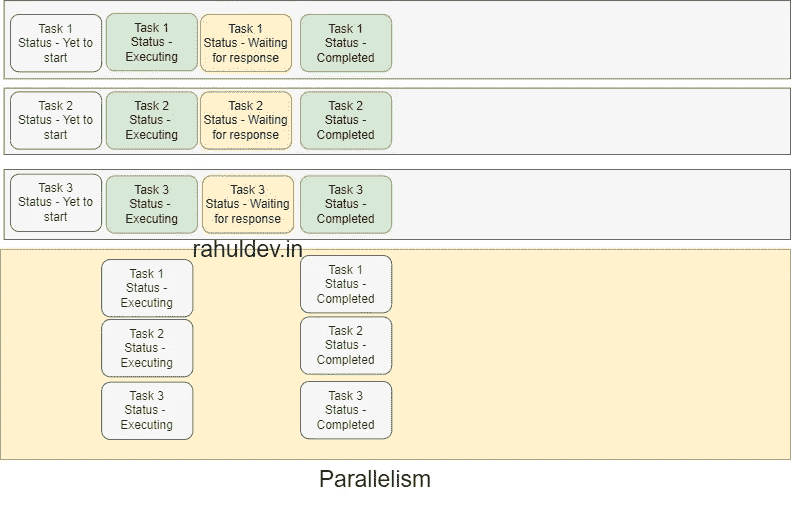 Task 1
Status - Yet to
start
Task 1
Status -
Executing
Task 1
Status - Waiting
for response
Task 1
Status -
Completed
Task 2
Status - Yet to
start
Task 2
Status -
Executing
Task 2
Status - Waiting
for response
Task 2
Status -
Completed
Task 3
Status - Yet to
start
Task 3
Status -
Executing
Task 3
Status - Waiting
for response
Task 3
Status -
Completed
rahuldev.in
Task 1
Status -
Executing
Task 1
Status -
Completed
Task 2
Status -
Executing
Task 2
Status -
Completed
Task 3
Status -
Executing
Task 3
Status -
Completed
Parallelism